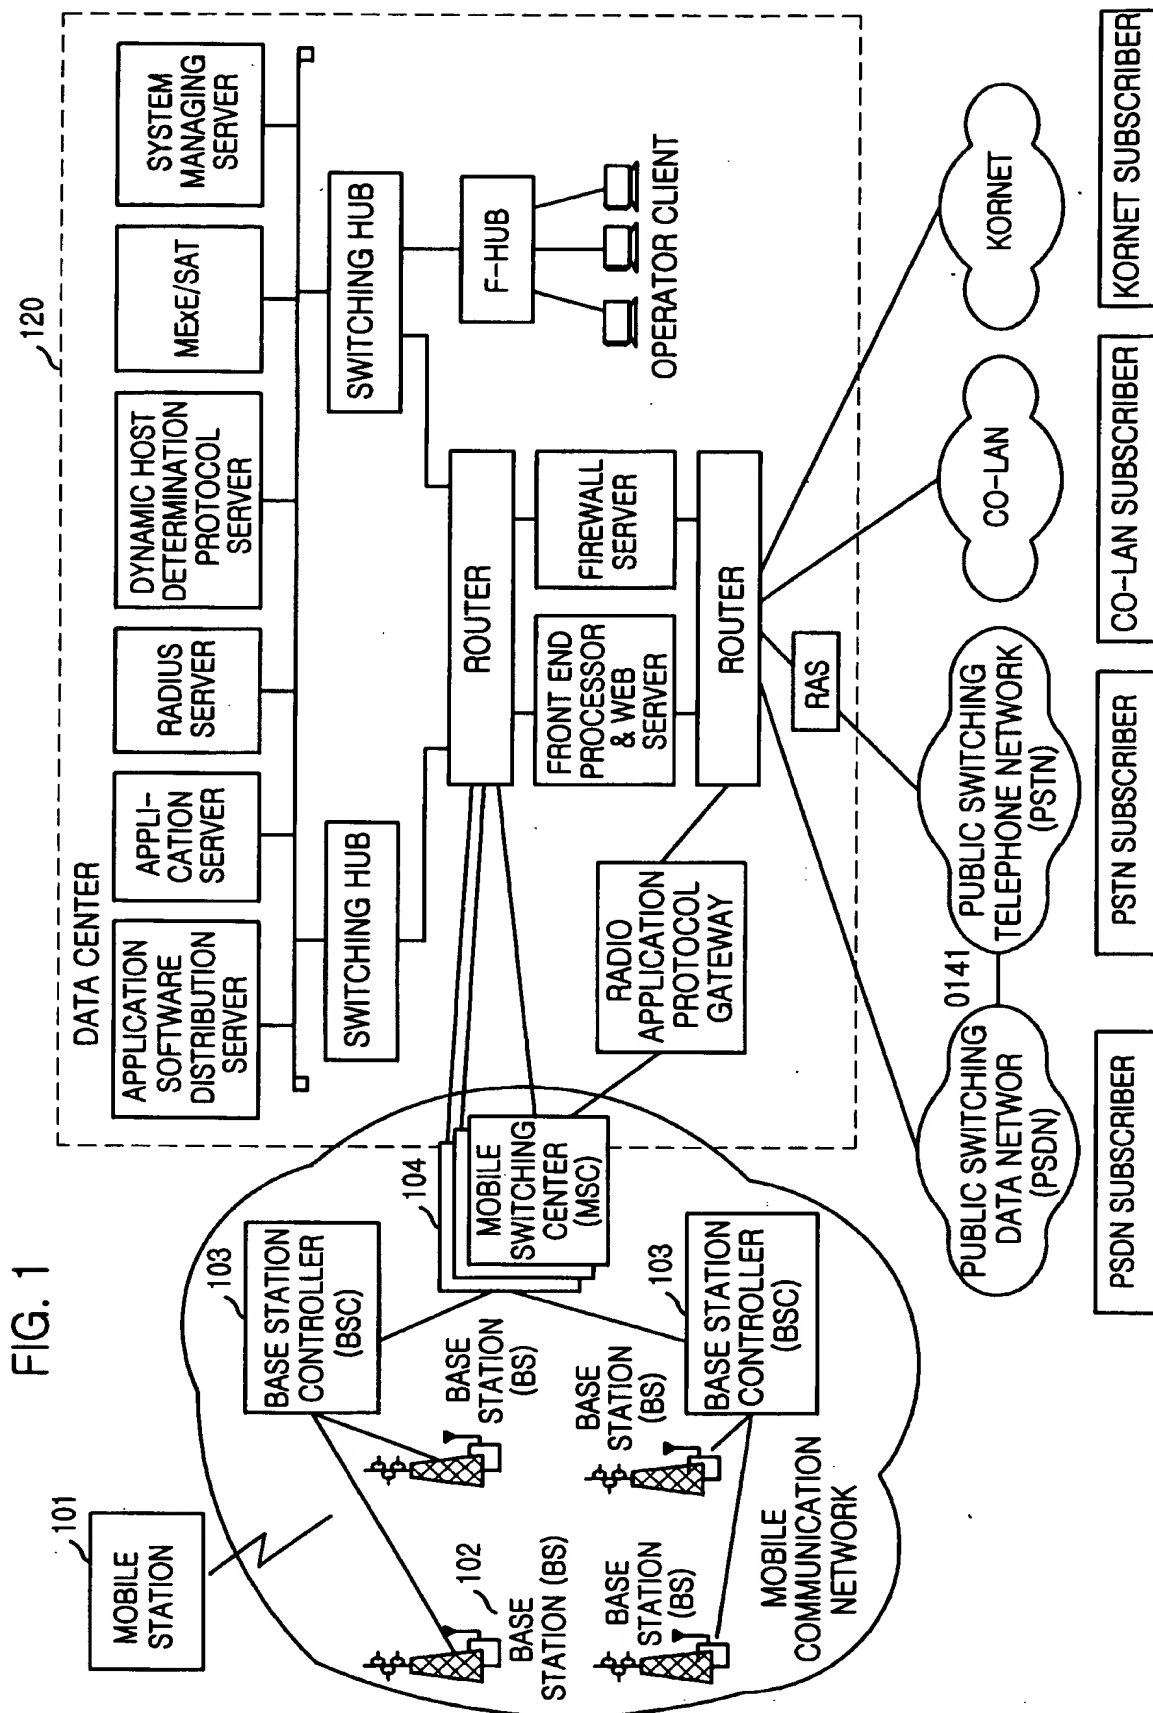 FIG. 1
101
MOBILE
STATION
102
BASE
STATION (BS)
BASE
STATION
(BS)
BASE
STATION
(BS)
BASE
STATION
(BS)
103
BASE STATION
CONTROLLER
(BSC)
103
BASE STATION
CONTROLLER
(BSC)
104
MOBILE
SWITCHING
CENTER
(MSC)
MOBILE
COMMUNICATION
NETWORK
120
DATA CENTER
APPLICATION
SOFTWARE
DISTRIBUTION
SERVER
APPLI-
CATION
SERVER
RADIUS
SERVER
DYNAMIC HOST
DETERMINATION
PROTOCOL
SERVER
MExE/SAT
SYSTEM
MANAGING
SERVER
SWITCHING HUB
SWITCHING HUB
F-HUB
OPERATOR CLIENT
ROUTER
FRONT END
PROCESSOR
& WEB
SERVER
FIREWALL
SERVER
ROUTER
RADIO
APPLICATION
PROTOCOL
GATEWAY
RAS
PUBLIC SWITCHING
DATA NETWOR
(PSDN)
0141
PUBLIC SWITCHING
TELEPHONE NETWORK
(PSTN)
CO-LAN
KORNET
PSDN SUBSCRIBER
PSTN SUBSCRIBER
CO-LAN SUBSCRIBER
KORNET SUBSCRIBER